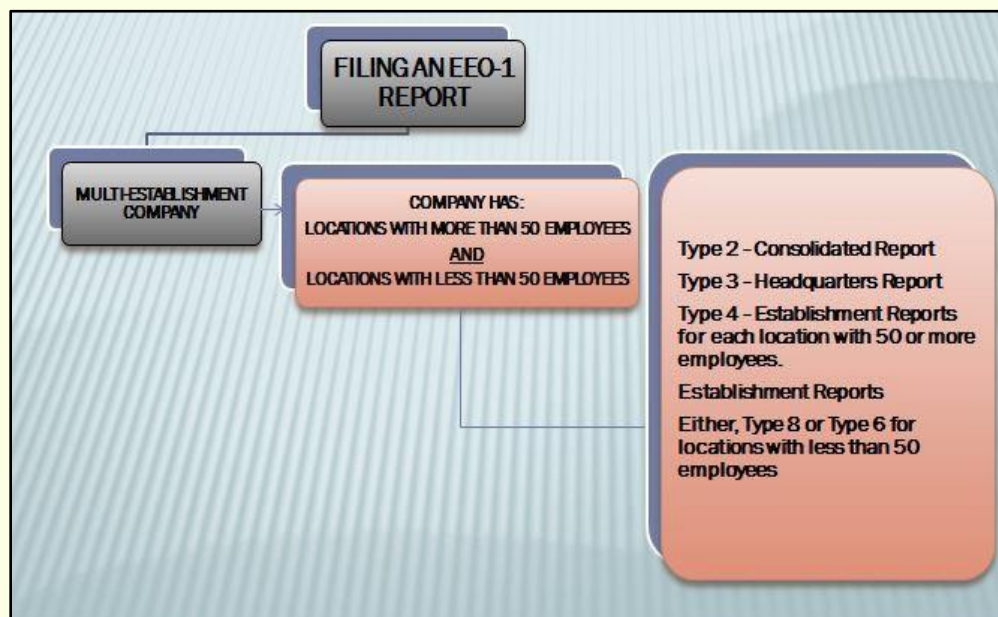 FILING AN EEO-1
REPORT
MULTI-ESTABLISHMENT
COMPANY
COMPANY HAS:
LOCATIONS WITH MORE THAN 50 EMPLOYEES
AND
LOCATIONS WITH LESS THAN 50 EMPLOYEES
Type 2 – Consolidated Report
Type 3 – Headquarters Report
Type 4 – Establishment Reports
for each location with 50 or more
employees.
Establishment Reports
Either, Type 8 or Type 6 for
locations with less than 50
employees